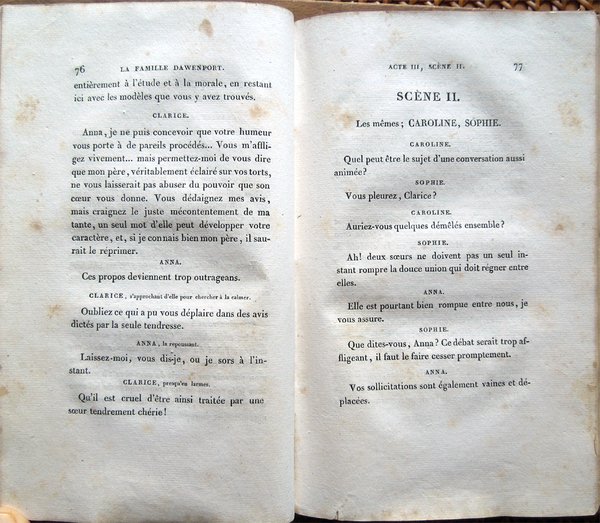 76 LA FAMILLE DAWENPORT.
entièrement à l'étude et à la morale, en restant
ici avec les modèles que vous y avez trouvés.
CLARICE.
Anna, je ne puis concevoir que votre humeur
vous porte à de pareils procédés... Vous m'affli-
gez vivement... mais permettez-moi de vous dire
que mon père, véritablement éclairé sur vos torts,
ne vous laisserait pas abuser du pouvoir que son
cœur vous donne. Vous dédaignez mes avis,
mais craignez le juste mécontentement de ma
tante, un seul mot d'elle peut développer votre
caractère, et, si je connais bien mon père, il sau-
rait le réprimer.
ANNA.
Ces propos deviennent trop outrageans.
CLARICE, s'approchant d'elle pour chercher à la calmer.
Oubliez ce qui a pu vous déplaire dans des avis
dictés par la seule tendresse.
ANNA, la repoussant.
Laissez-moi, vous dis-je, ou je sors à l'in-
stant.
CLARICE, presqu'en larmes.
Qu'il est cruel d'être ainsi traitée par une
sœur tendrement chérie!
ACTE III, SCÈNE II. 77
SCÈNE II.
Les mêmes; CAROLINE, SOPHIE.
CAROLINE.
Quel peut être le sujet d'une conversation aussi
animée?
SOPHIE.
Vous pleurez, Clarice?
CAROLINE.
Auriez-vous quelques démêlés ensemble?
SOPHIE.
Ah! deux sœurs ne doivent pas un seul in-
stant rompre la douce union qui doit régner entre
elles.
ANNA.
Elle est pourtant bien rompue entre nous, je
vous assure.
SOPHIE.
Que dites-vous, Anna? Ce débat serait trop af-
fligeant, il faut le faire cesser promptement.
ANNA.
Vos sollicitations sont également vaines et dé-
placées.